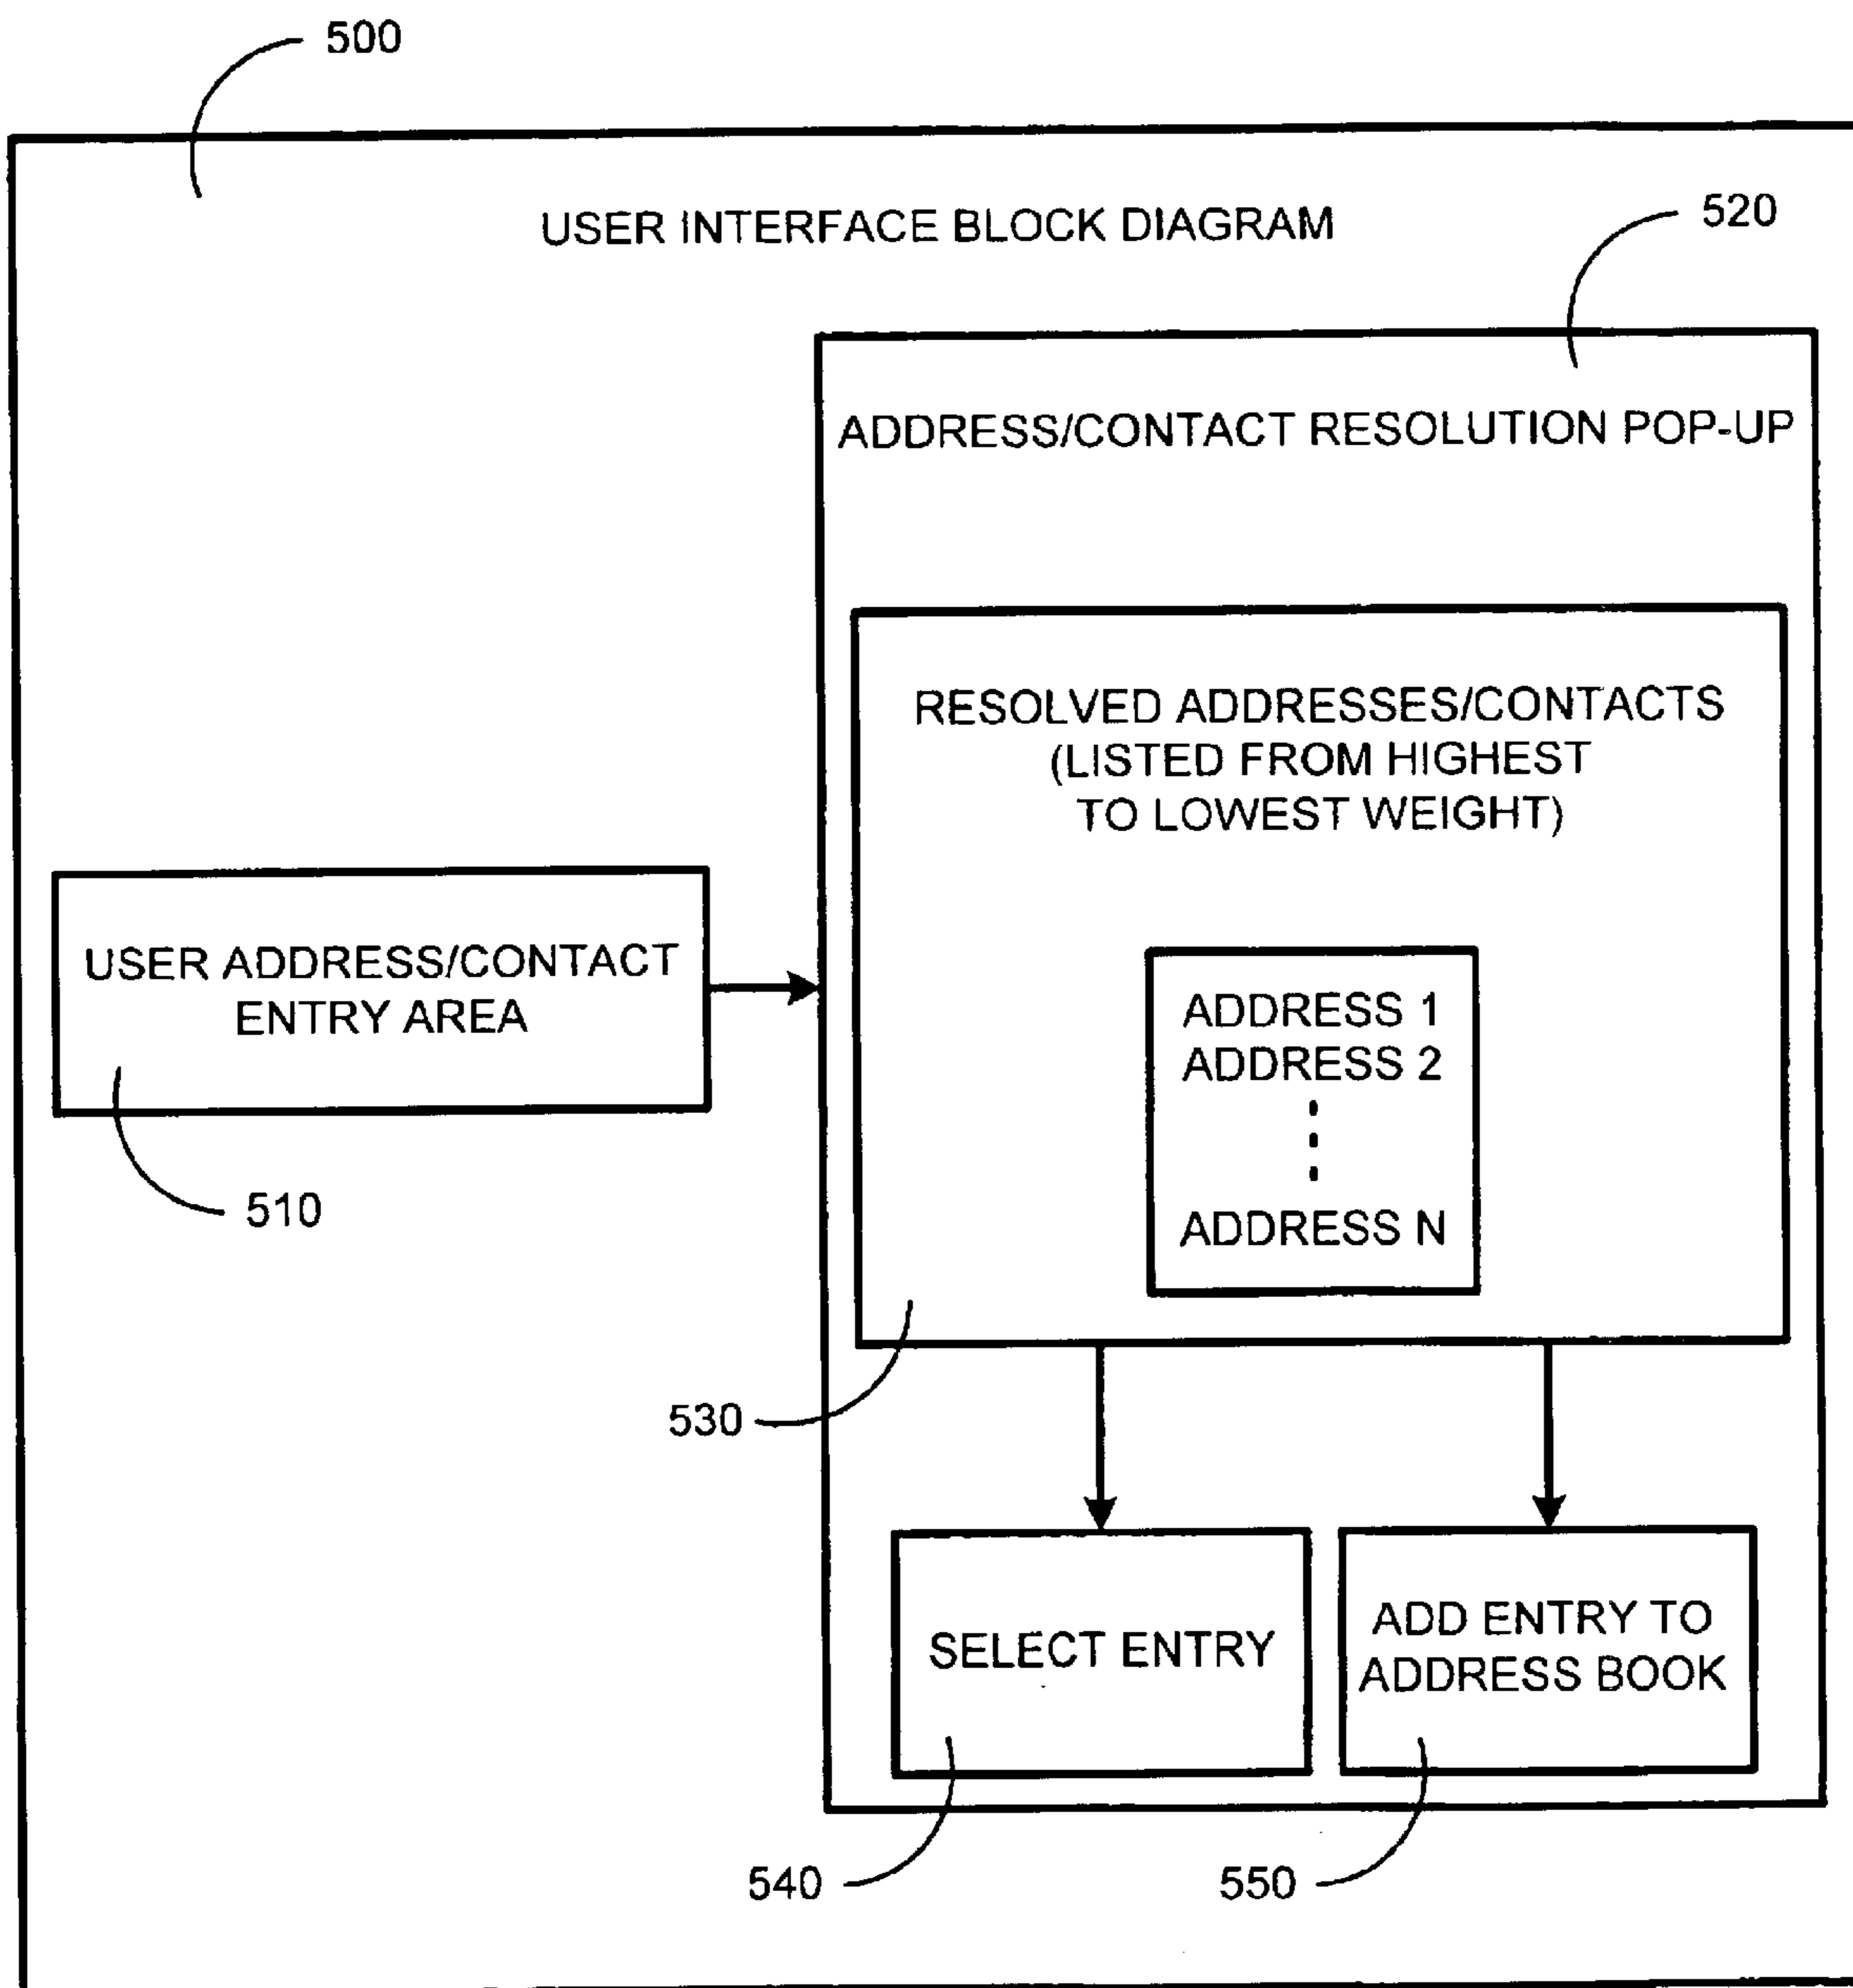 500
USER INTERFACE BLOCK DIAGRAM
520
ADDRESS/CONTACT RESOLUTION POP-UP
RESOLVED ADDRESSES/CONTACTS
(LISTED FROM HIGHEST
TO LOWEST WEIGHT)
USER ADDRESS/CONTACT
ENTRY AREA
510
ADDRESS 1
ADDRESS 2
ADDRESS N
530
SELECT ENTRY
ADD ENTRY TO
ADDRESS BOOK
540
550